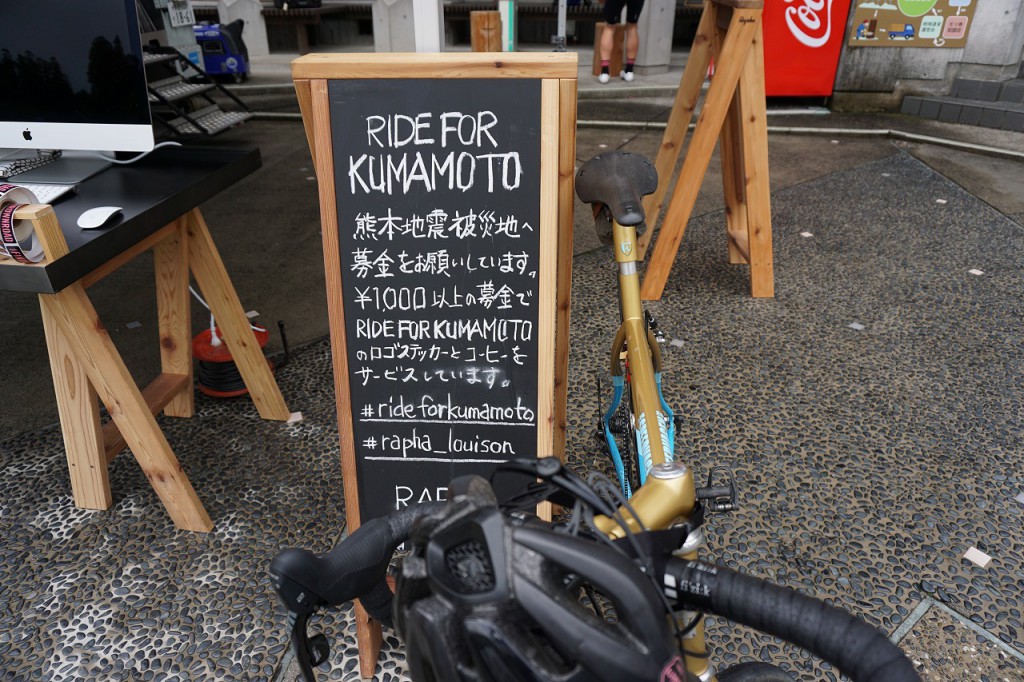 RIDE FOR
KUMAMOTO
熊本地震被災地へ
募金をお願いしています。
¥1,000以上の募金で
RIDE FOR KUMAMOTO
のロゴステッカーとコーヒーを
サービスしています。
#rideforkumamoto
#rapha_louison